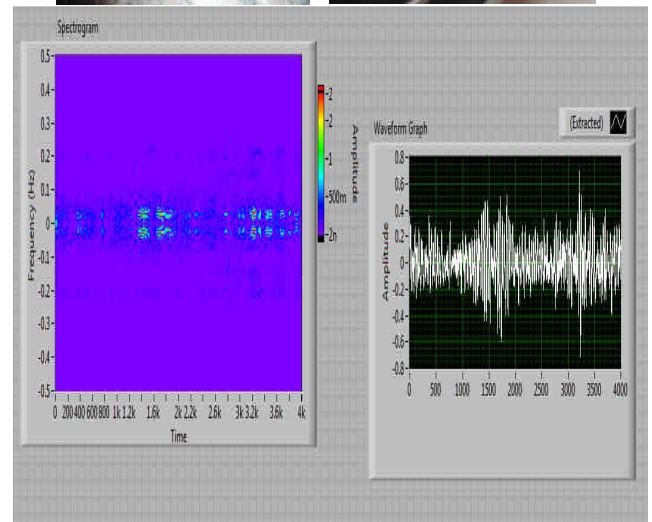 Spectrogram
0.5
0.4
0.3
0.2
0.1
0
-0.1
-0.2
-0.3
-0.4
-0.5
Frequency (Hz)
0 200 400 600 800 1k 1.2k 1.6k 2k 2.2k 2.6k 3k 3.2k 3.6k 4k
Time
-2
-2
-1
-500m
-2n
Amplitude
Waveform Graph
(Extracted)
0.8
0.6
0.4
0.2
0
-0.2
-0.4
-0.6
-0.8
Amplitude
0 500 1000 1500 2000 2500 3000 3500 4000